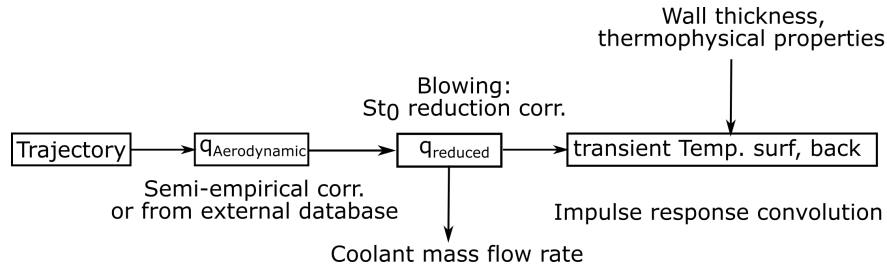 Wall thickness,
thermophysical properties
Blowing:
St0 reduction corr.
Trajectory
qAerodynamic
qreduced
transient Temp. surf, back
Semi-empirical corr.
or from external database
Impulse response convolution
Coolant mass flow rate